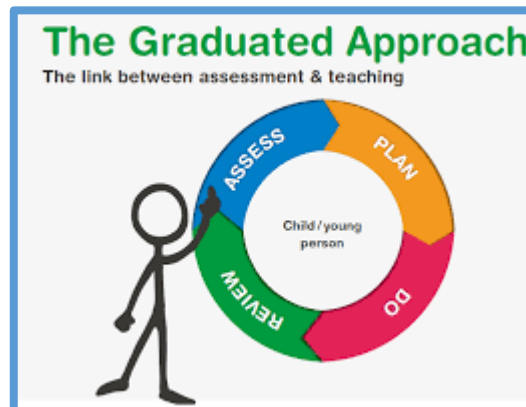 The Graduated Approach
The link between assessment & teaching
ASSESS
PLAN
Child/young
person
REVIEW
DO